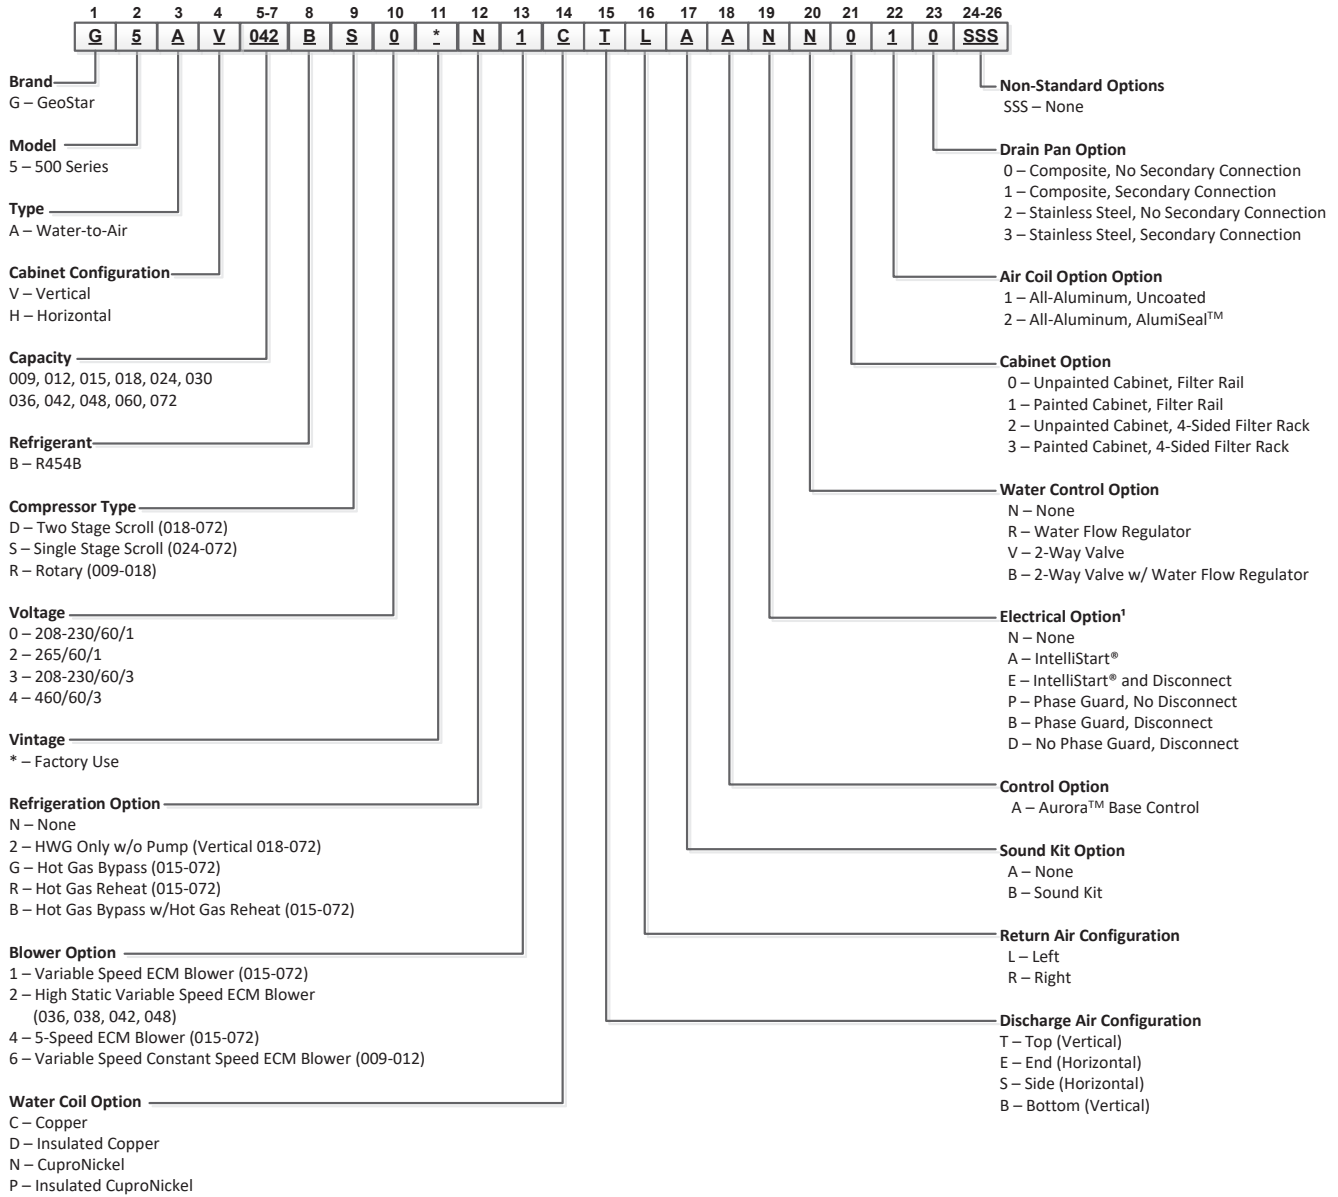 1 2 3 4 5-7 8 9 10 11 12 13 14 15 16 17 18 19 20 21 22 23 24-26
G 5 A V 042 B S 0 * N 1 C T L A A N N 0 1 0 SSS
Brand
G – GeoStar
Model
5 – 500 Series
Type
A – Water-to-Air
Cabinet Configuration
V – Vertical
H – Horizontal
Capacity
009, 012, 015, 018, 024, 030
036, 042, 048, 060, 072
Refrigerant
B – R454B
Compressor Type
D – Two Stage Scroll (018-072)
S – Single Stage Scroll (024-072)
R – Rotary (009-018)
Voltage
0 – 208-230/60/1
2 – 265/60/1
3 – 208-230/60/3
4 – 460/60/3
Vintage
* – Factory Use
Refrigeration Option
N – None
2 – HWG Only w/o Pump (Vertical 018-072)
G – Hot Gas Bypass (015-072)
R – Hot Gas Reheat (015-072)
B – Hot Gas Bypass w/Hot Gas Reheat (015-072)
Blower Option
1 – Variable Speed ECM Blower (015-072)
2 – High Static Variable Speed ECM Blower
(036, 038, 042, 048)
4 – 5-Speed ECM Blower (015-072)
6 – Variable Speed Constant Speed ECM Blower (009-012)
Water Coil Option
C – Copper
D – Insulated Copper
N – CuproNickel
P – Insulated CuproNickel
Non-Standard Options
SSS – None
Drain Pan Option
0 – Composite, No Secondary Connection
1 – Composite, Secondary Connection
2 – Stainless Steel, No Secondary Connection
3 – Stainless Steel, Secondary Connection
Air Coil Option Option
1 – All-Aluminum, Uncoated
2 – All-Aluminum, AlumiSeal™
Cabinet Option
0 – Unpainted Cabinet, Filter Rail
1 – Painted Cabinet, Filter Rail
2 – Unpainted Cabinet, 4-Sided Filter Rack
3 – Painted Cabinet, 4-Sided Filter Rack
Water Control Option
N – None
R – Water Flow Regulator
V – 2-Way Valve
B – 2-Way Valve w/ Water Flow Regulator
Electrical Option¹
N – None
A – IntelliStart®
E – IntelliStart® and Disconnect
P – Phase Guard, No Disconnect
B – Phase Guard, Disconnect
D – No Phase Guard, Disconnect
Control Option
A – Aurora™ Base Control
Sound Kit Option
A – None
B – Sound Kit
Return Air Configuration
L – Left
R – Right
Discharge Air Configuration
T – Top (Vertical)
E – End (Horizontal)
S – Side (Horizontal)
B – Bottom (Vertical)